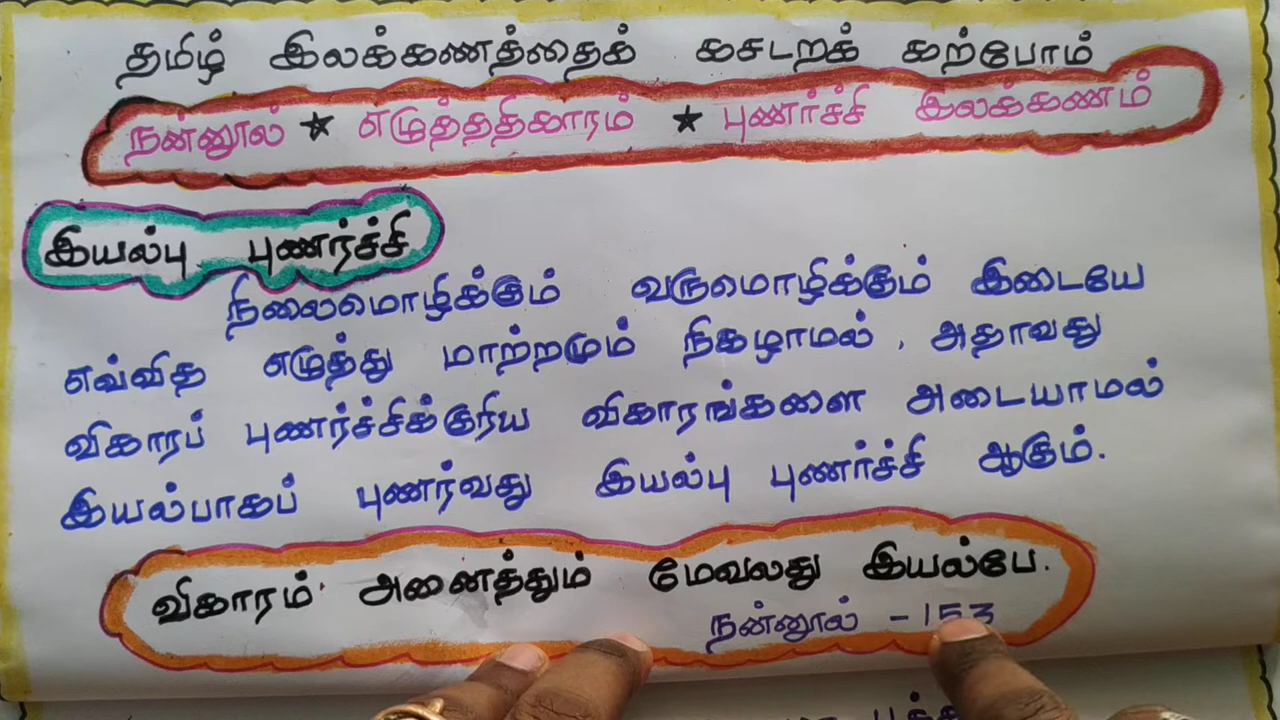 தமிழ் இலக்கணத்தைக் கசடறக் கற்போம்
நன்னூல் ★ எழுத்ததிகாரம் ★ புணர்ச்சி இலக்கணம்
இயல்பு புணர்ச்சி
நிலைமொழிக்கும் வருமொழிக்கும் இடையே
எவ்வித எழுத்து மாற்றமும் நிகழாமல், அதாவது
விகாரப் புணர்ச்சிக்குரிய விகாரங்களை அடையாமல்
இயல்பாகப் புணர்வது இயல்பு புணர்ச்சி ஆகும்.
விகாரம் அனைத்தும் மேவலது இயல்பே.
நன்னூல் - 153